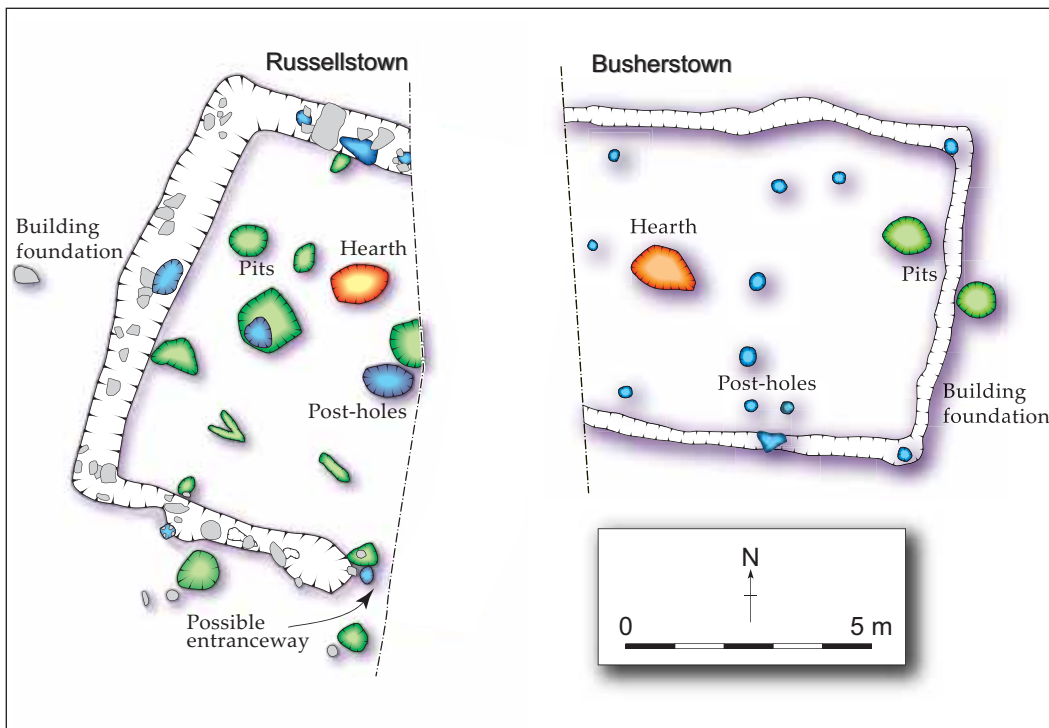 Russellstown
Busherstown
Building
foundation
Pits
Hearth
Post-holes
Possible
entranceway
Hearth
Pits
Post-holes
Building
foundation
N
0
5 m